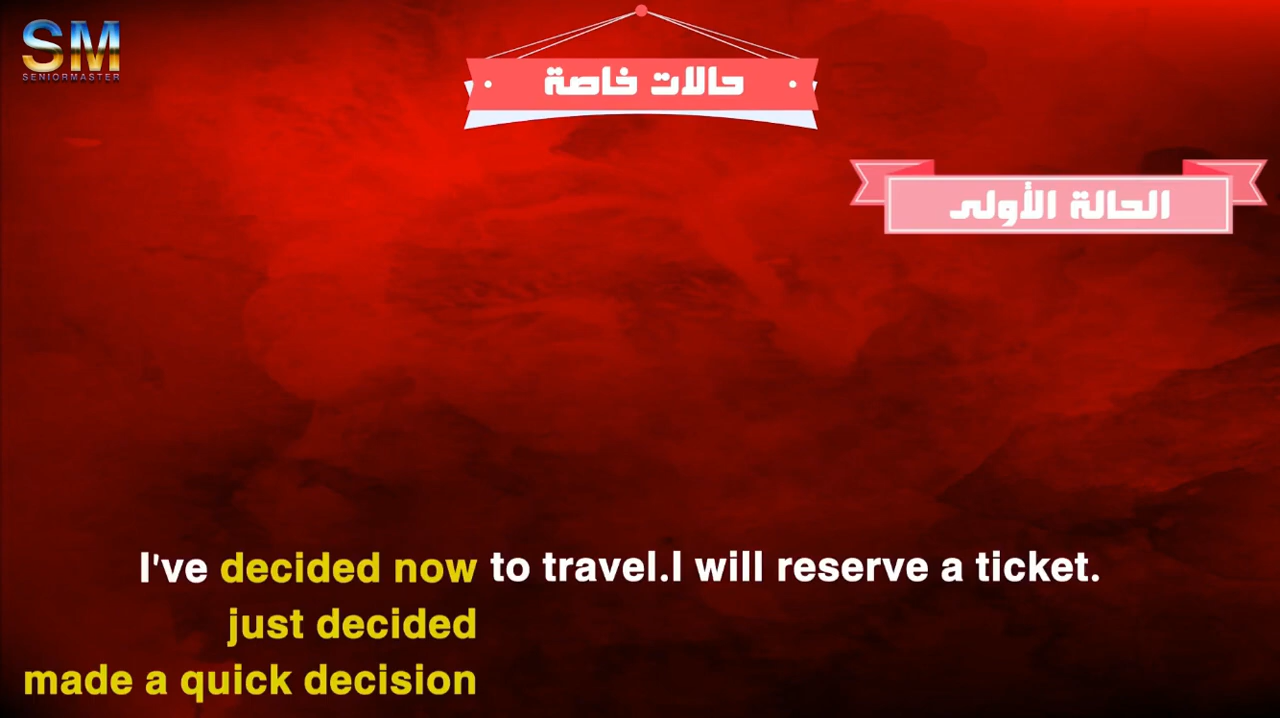 SM
SENIORMASTER
حالات خاصة
الحالة الأولى
I've decided now to travel.I will reserve a ticket.
just decided
made a quick decision